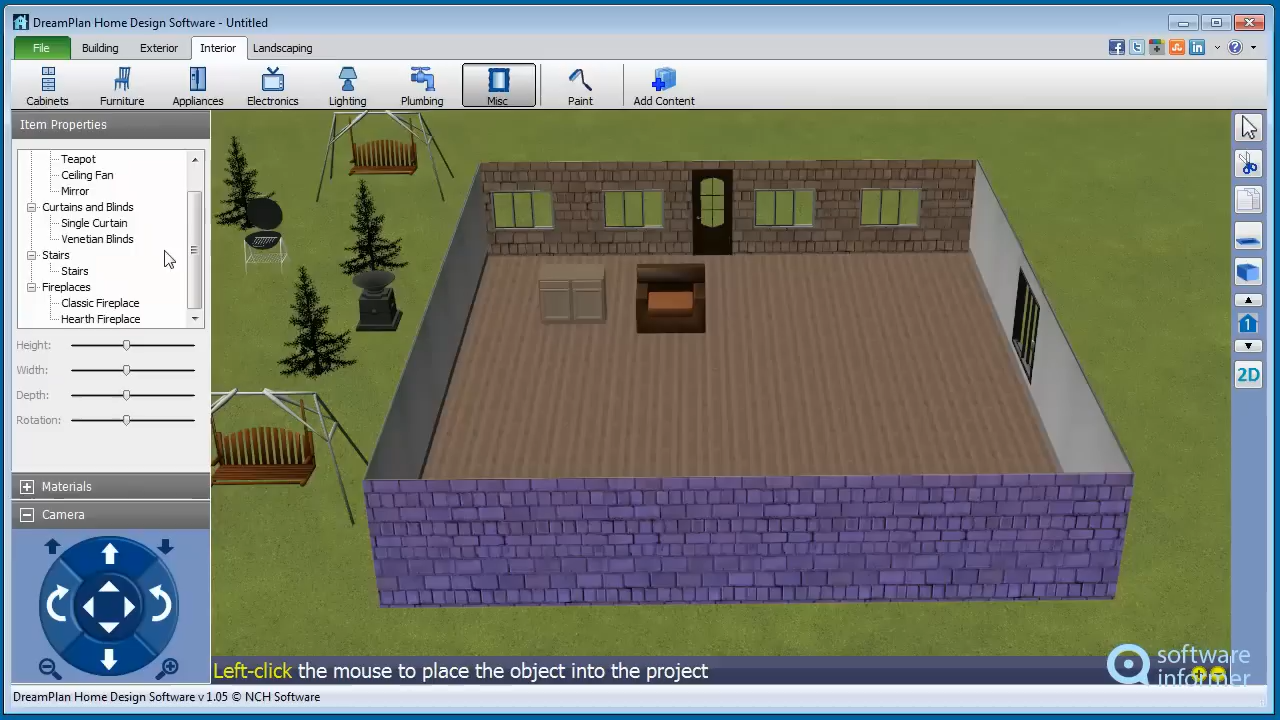 DreamPlan Home Design Software - Untitled
File Building Exterior Interior Landscaping
Cabinets Furniture Appliances Electronics Lighting Plumbing Misc Paint Add Content
Item Properties
Teapot
Ceiling Fan
Mirror
Curtains and Blinds
Single Curtain
Venetian Blinds
Stairs
Stairs
Fireplaces
Classic Fireplace
Hearth Fireplace
Height:
Width:
Depth:
Rotation:
Materials
Camera
1
2D
Left-click the mouse to place the object into the project
software
informer
DreamPlan Home Design Software v 1.05 © NCH Software